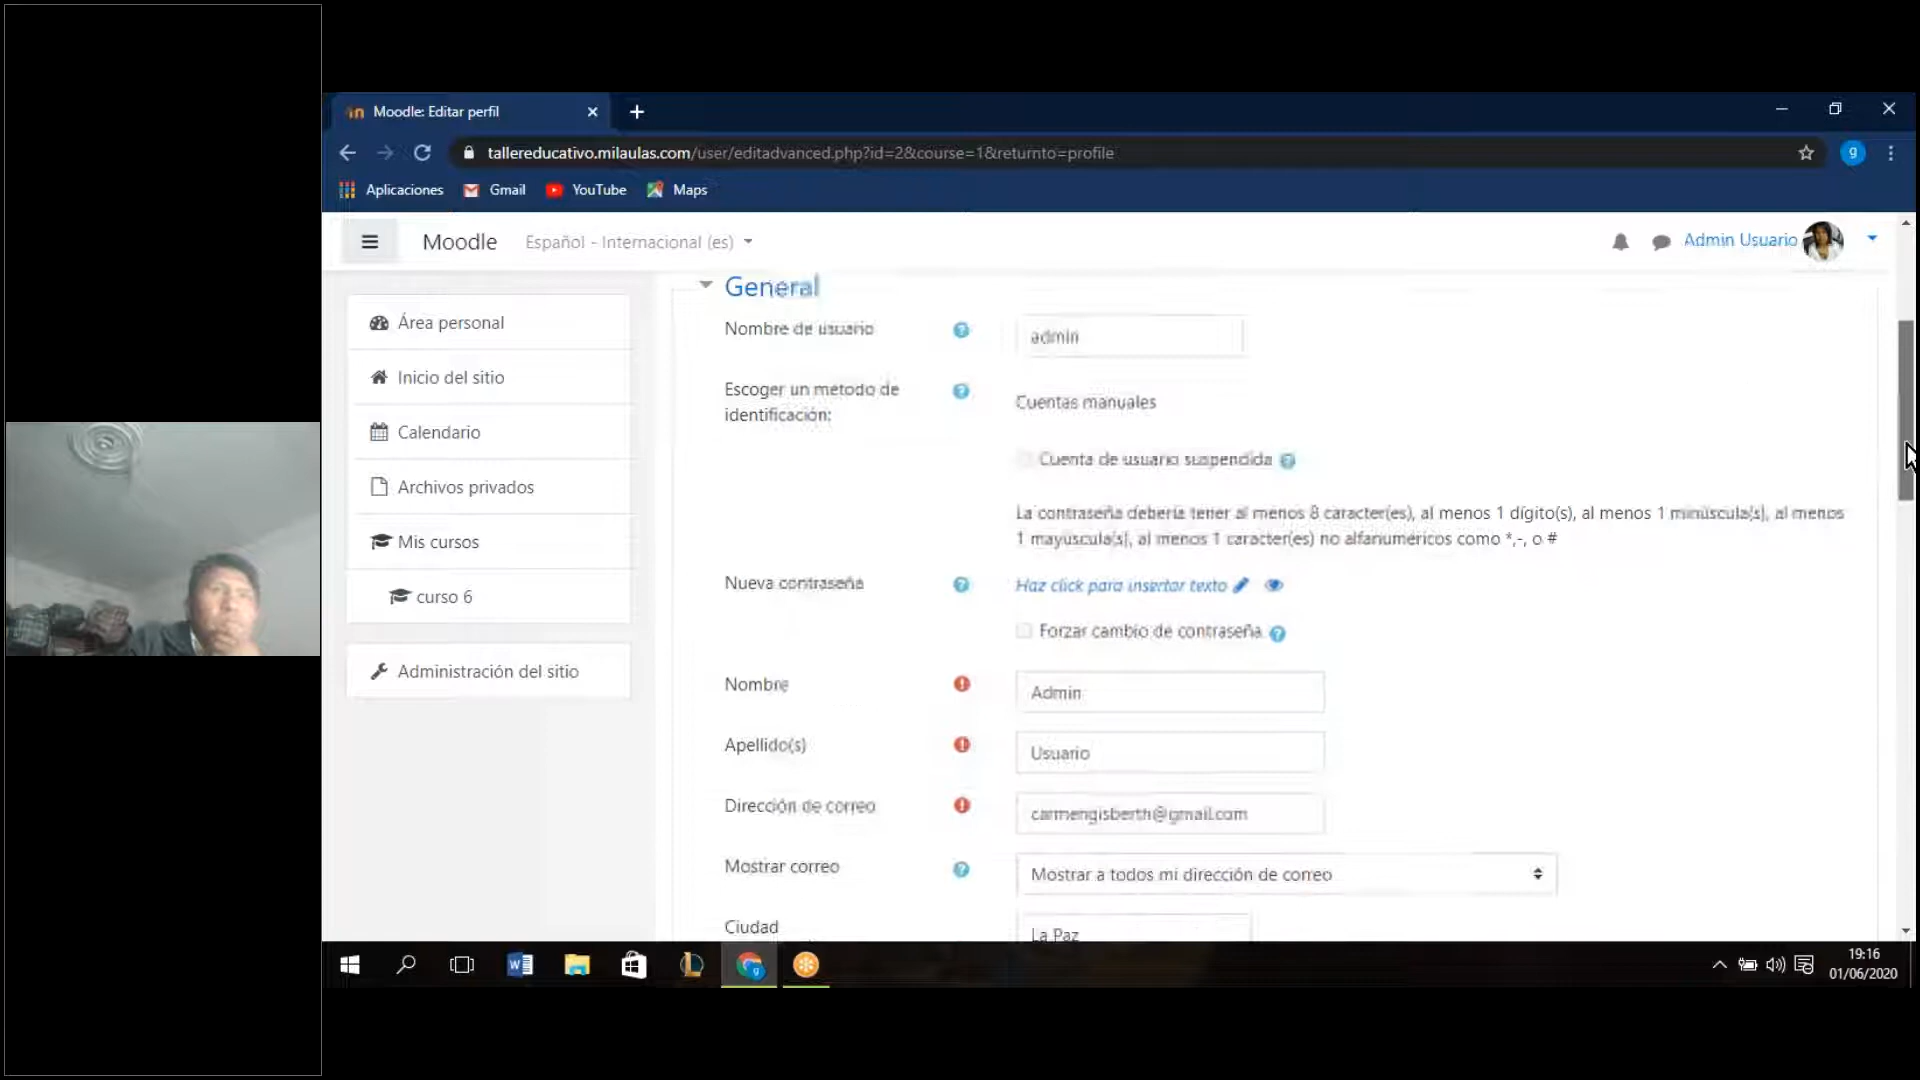 Moodle: Editar perfil
tallereducativo.milaulas.com/user/editadvanced.php?id=2&course=1&returnto=profile
g
Aplicaciones
Gmail
YouTube
Maps
Moodle
Español - Internacional (es)
Admin Usuario
Área personal
Inicio del sitio
Calendario
Archivos privados
Mis cursos
curso 6
Administración del sitio
General
Nombre de usuario
admin
Escoger un método de
identificación:
Cuentas manuales
Cuenta de usuario suspendida
La contraseña debería tener al menos 8 caracter(es), al menos 1 dígito(s), al menos 1 minúscula(s), al menos
1 mayúscula(s), al menos 1 caracter(es) no alfanuméricos como *,-, o #
Nueva contraseña
Haz click para insertar texto
Forzar cambio de contraseña
Nombre
Admin
Apellido(s)
Usuario
Dirección de correo
carmengisberth@gmail.com
Mostrar correo
Mostrar a todos mi dirección de correo
Ciudad
La Paz
19:16
01/06/2020